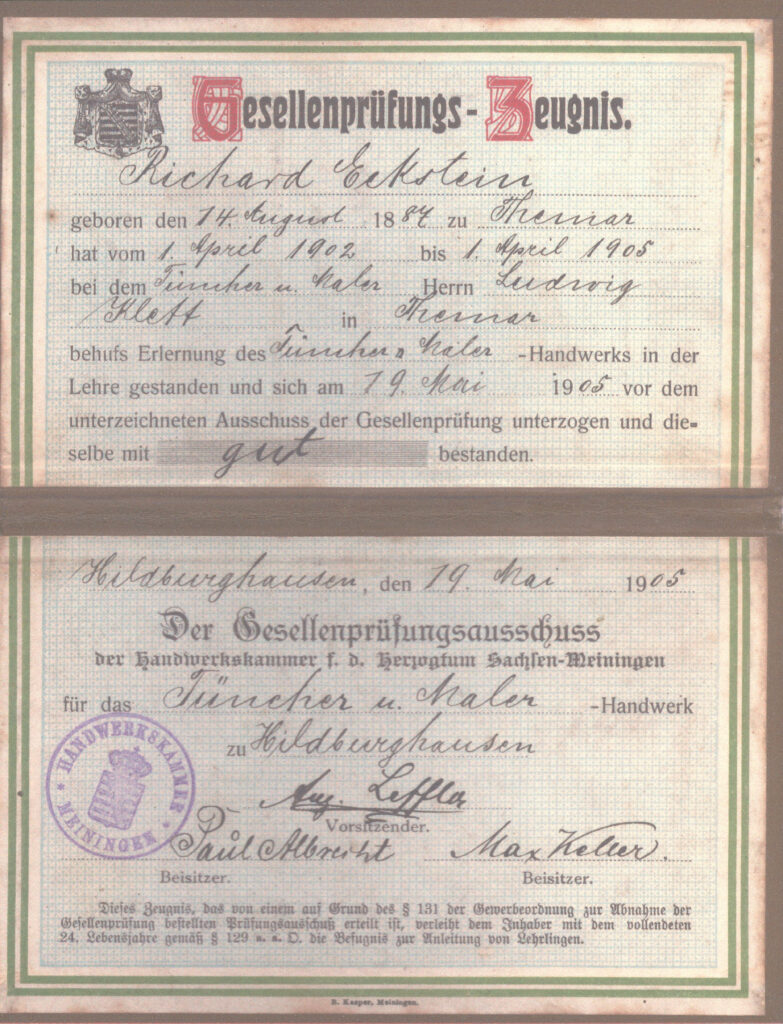 Gesellenprüfungs-Zeugnis.
Richard Eckstein
geboren den 14. August 1887 zu Themar
hat vom 1. April 1902 bis 1. April 1905
bei dem Tüncher u. Maler Herrn Ludwig
Klett in Themar
behufs Erlernung des Tüncher u Maler -Handwerks in der
Lehre gestanden und sich am 19. Mai 1905 vor dem
unterzeichneten Ausschuss der Gesellenprüfung unterzogen und die=
selbe mit gut bestanden.
Hildburghausen, den 19. Mai 1905
Der Gesellenprüfungsausschuss
der Handwerkskammer f. d. Herzogtum Sachsen-Meiningen
für das Tüncher u. Maler -Handwerk
zu Hildburghausen
HANDWERKSKAMMER MEININGEN
Aug. Leffler
Vorsitzender.
Paul Albrecht Max Keller.
Beisitzer. Beisitzer.
Dieses Zeugnis, das von einem auf Grund des § 131 der Gewerbeordnung zur Abnahme der
Gesellenprüfung bestellten Prüfungsausschuß erteilt ist, verleiht dem Inhaber mit dem vollendeten
24. Lebensjahre gemäß § 129 a. a. O. die Befugnis zur Anleitung von Lehrlingen.
B. Kasper, Meiningen.